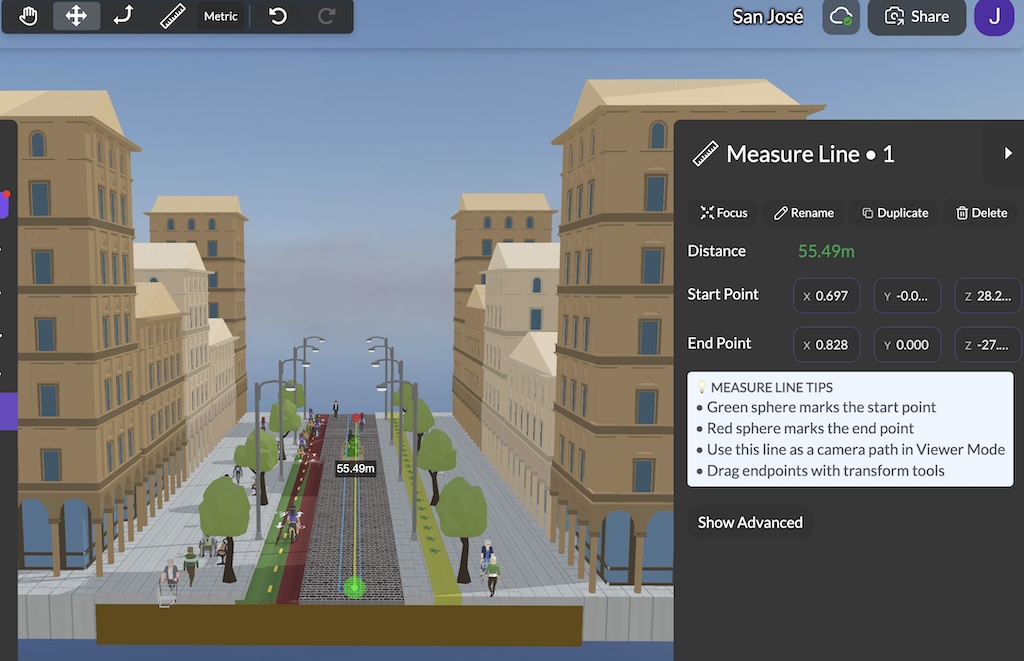 Metric
San José
Share
J
Measure Line • 1
Focus
Rename
Duplicate
Delete
Distance
55.49m
Start Point
X 0.697
Y -0.0...
Z 28.2...
End Point
X 0.828
Y 0.000
Z -27....
MEASURE LINE TIPS
• Green sphere marks the start point
• Red sphere marks the end point
• Use this line as a camera path in Viewer Mode
• Drag endpoints with transform tools
Show Advanced
55.49m